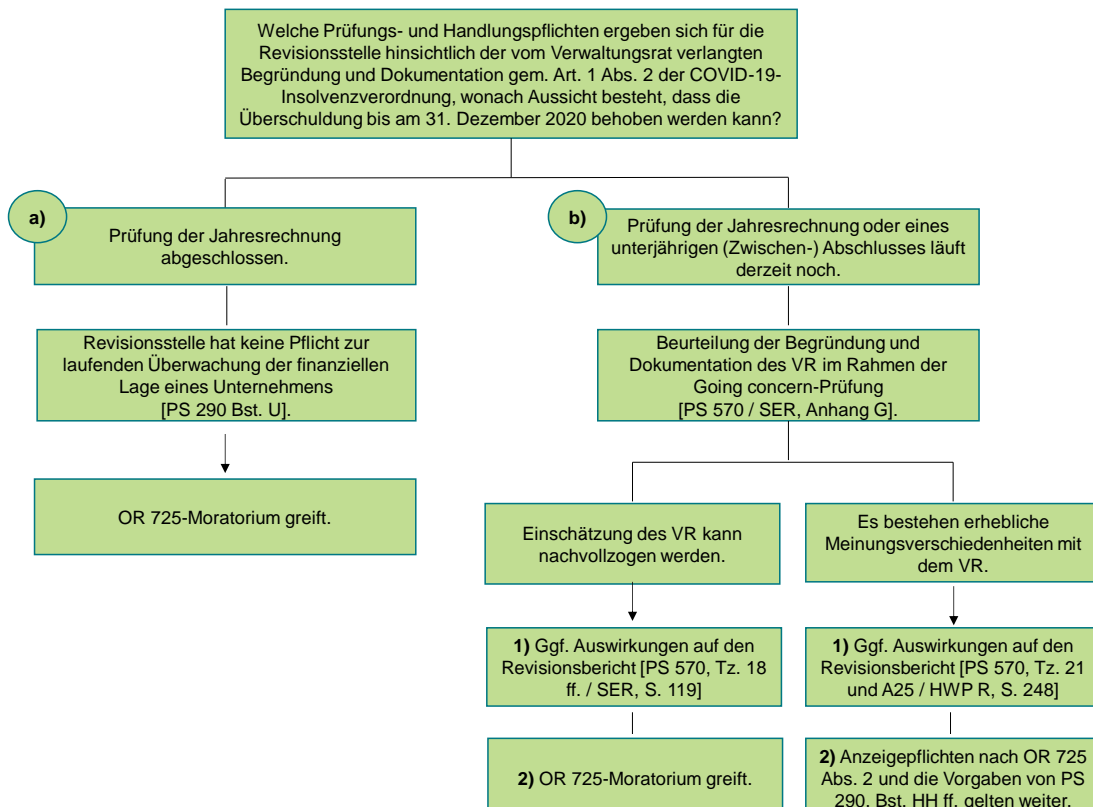 Welche Prüfungs- und Handlungspflichten ergeben sich für die
Revisionsstelle hinsichtlich der vom Verwaltungsrat verlangten
Begründung und Dokumentation gem. Art. 1 Abs. 2 der COVID-19-
Insolvenzverordnung, wonach Aussicht besteht, dass die
Überschuldung bis am 31. Dezember 2020 behoben werden kann?
a)
Prüfung der Jahresrechnung
abgeschlossen.
Revisionsstelle hat keine Pflicht zur
laufenden Überwachung der finanziellen
Lage eines Unternehmens
[PS 290 Bst. U].
OR 725-Moratorium greift.
b)
Prüfung der Jahresrechnung oder eines
unterjährigen (Zwischen-) Abschlusses läuft
derzeit noch.
Beurteilung der Begründung und
Dokumentation des VR im Rahmen der
Going concern-Prüfung
[PS 570 / SER, Anhang G].
Einschätzung des VR kann
nachvollzogen werden.
1) Ggf. Auswirkungen auf den
Revisionsbericht [PS 570, Tz. 18
ff. / SER, S. 119]
2) OR 725-Moratorium greift.
Es bestehen erhebliche
Meinungsverschiedenheiten mit
dem VR.
1) Ggf. Auswirkungen auf den
Revisionsbericht [PS 570, Tz. 21
und A25 / HWP R, S. 248]
2) Anzeigepflichten nach OR 725
Abs. 2 und die Vorgaben von PS
290, Bst. HH ff. gelten weiter.